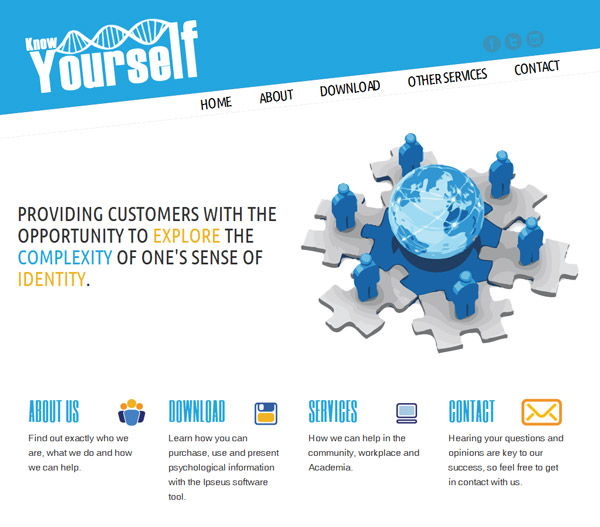 Know
Yourself
HOME
ABOUT
DOWNLOAD
OTHER SERVICES
CONTACT
PROVIDING CUSTOMERS WITH THE
OPPORTUNITY TO EXPLORE THE
COMPLEXITY OF ONE'S SENSE OF
IDENTITY.
ABOUT US
Find out exactly who we
are, what we do and how
we can help.
DOWNLOAD
Learn how you can
purchase, use and present
psychological information
with the Ipseus software
tool.
SERVICES
How we can help in the
community, workplace and
Academia.
CONTACT
Hearing your questions and
opinions are key to our
success, so feel free to get
in contact with us.